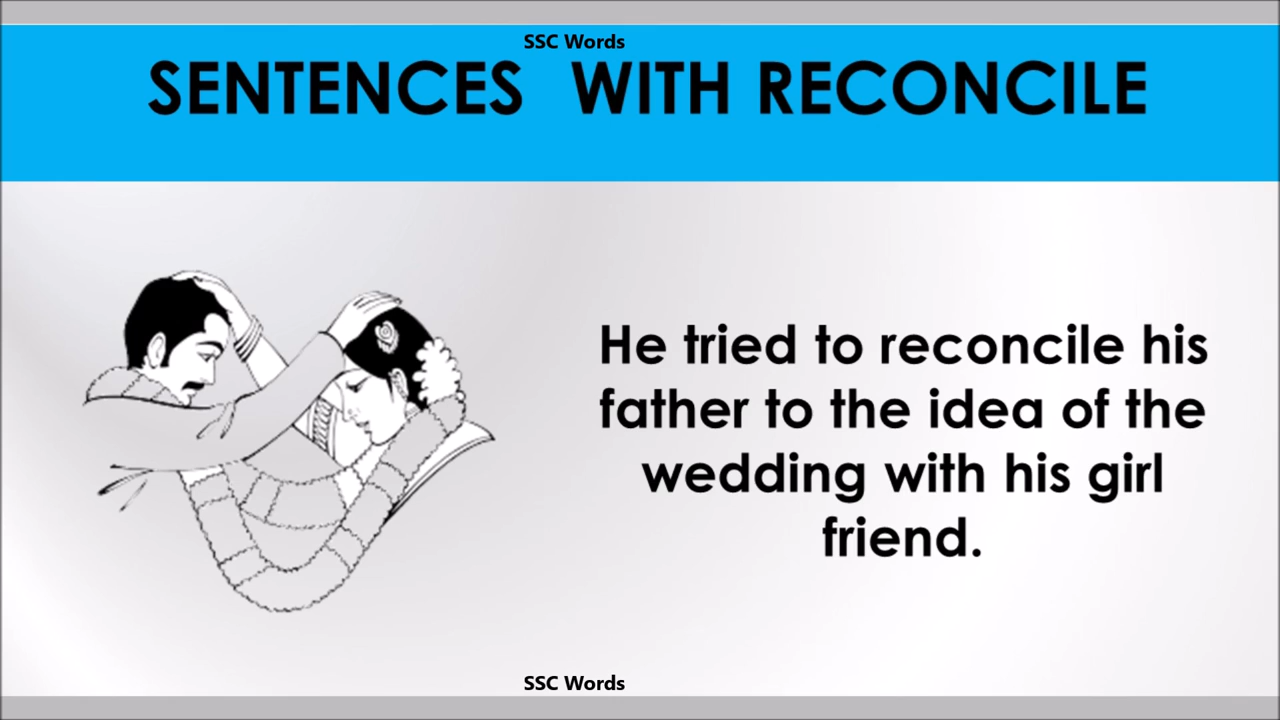 SSC Words
SENTENCES WITH RECONCILE
He tried to reconcile his
father to the idea of the
wedding with his girl
friend.
SSC Words